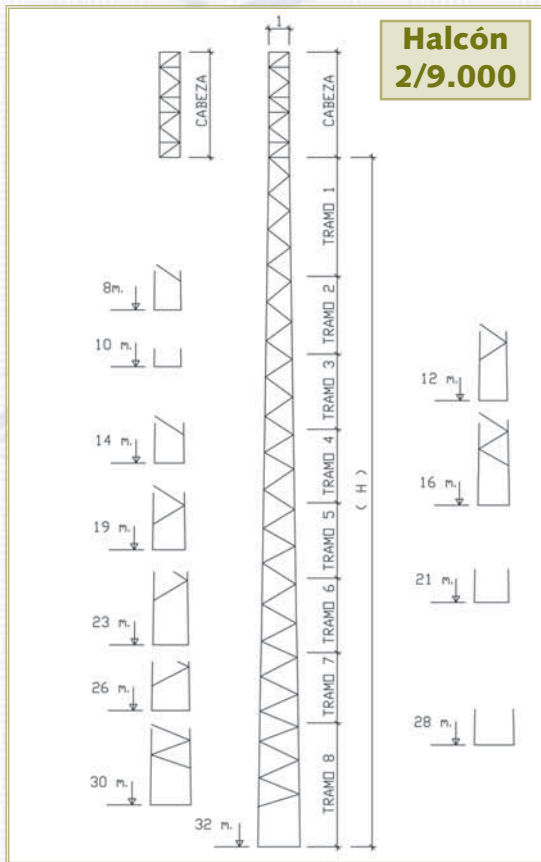 Halcón
2/9.000
1
CABEZA
CABEZA
TRAMO 1
TRAMO 2
TRAMO 3
TRAMO 4
TRAMO 5
TRAMO 6
TRAMO 7
TRAMO 8
( H )
8m.
10 m.
14 m.
19 m.
23 m.
26 m.
30 m.
32 m.
12 m.
16 m.
21 m.
28 m.